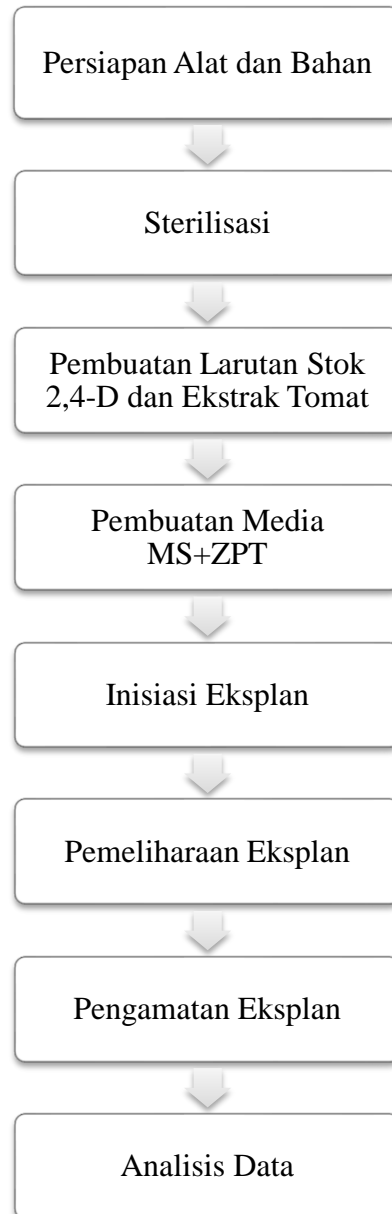 Persiapan Alat dan Bahan
Sterilisasi
Pembuatan Larutan Stok
2,4-D dan Ekstrak Tomat
Pembuatan Media
MS+ZPT
Inisiasi Eksplan
Pemeliharaan Eksplan
Pengamatan Eksplan
Analisis Data